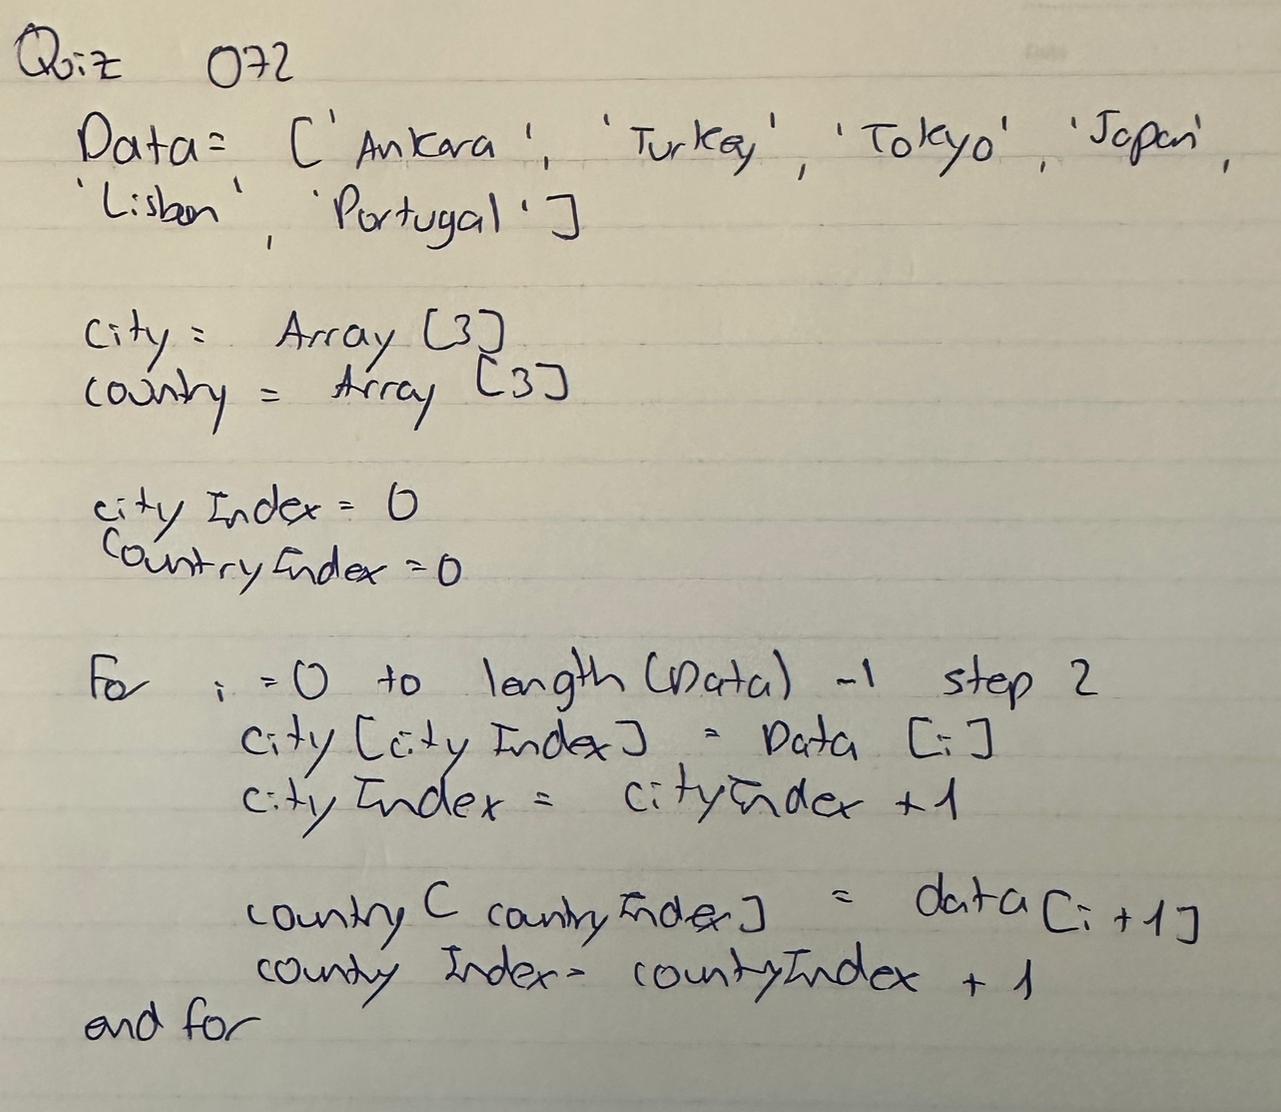 Quiz 072
Data= ['Ankara', 'Turkey', 'Tokyo', 'Japan',
'Lisbon', 'Portugal']
city = Array [3]
country = Array [3]
city Index = 0
Country Index = 0
For i = 0 to length (Data) -1 step 2
city [city Index] = Data [i]
city Index = cityIndex + 1
country [ country Index] = data [i + 1]
county Index = countyIndex + 1
end for